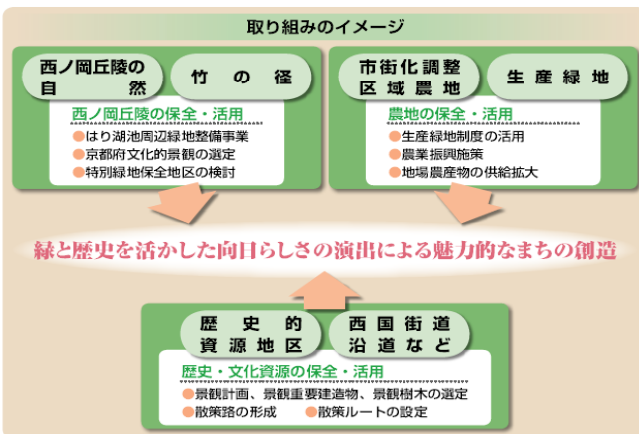 取り組みのイメージ
西ノ岡丘陵の
自然
竹の径
西ノ岡丘陵の保全・活用
●はり湖池周辺緑地整備事業
●京都府文化的景観の選定
●特別緑地保全地区の検討
市街化調整
区域農地
生産緑地
農地の保全・活用
●生産緑地制度の活用
●農業振興施策
●地場農産物の供給拡大
緑と歴史を活かした向日らしさの演出による魅力的なまちの創造
歴史的
資源地区
西国街道
沿道など
歴史・文化資源の保全・活用
●景観計画、景観重要建造物、景観樹木の選定
●散策路の形成 ●散策ルートの設定